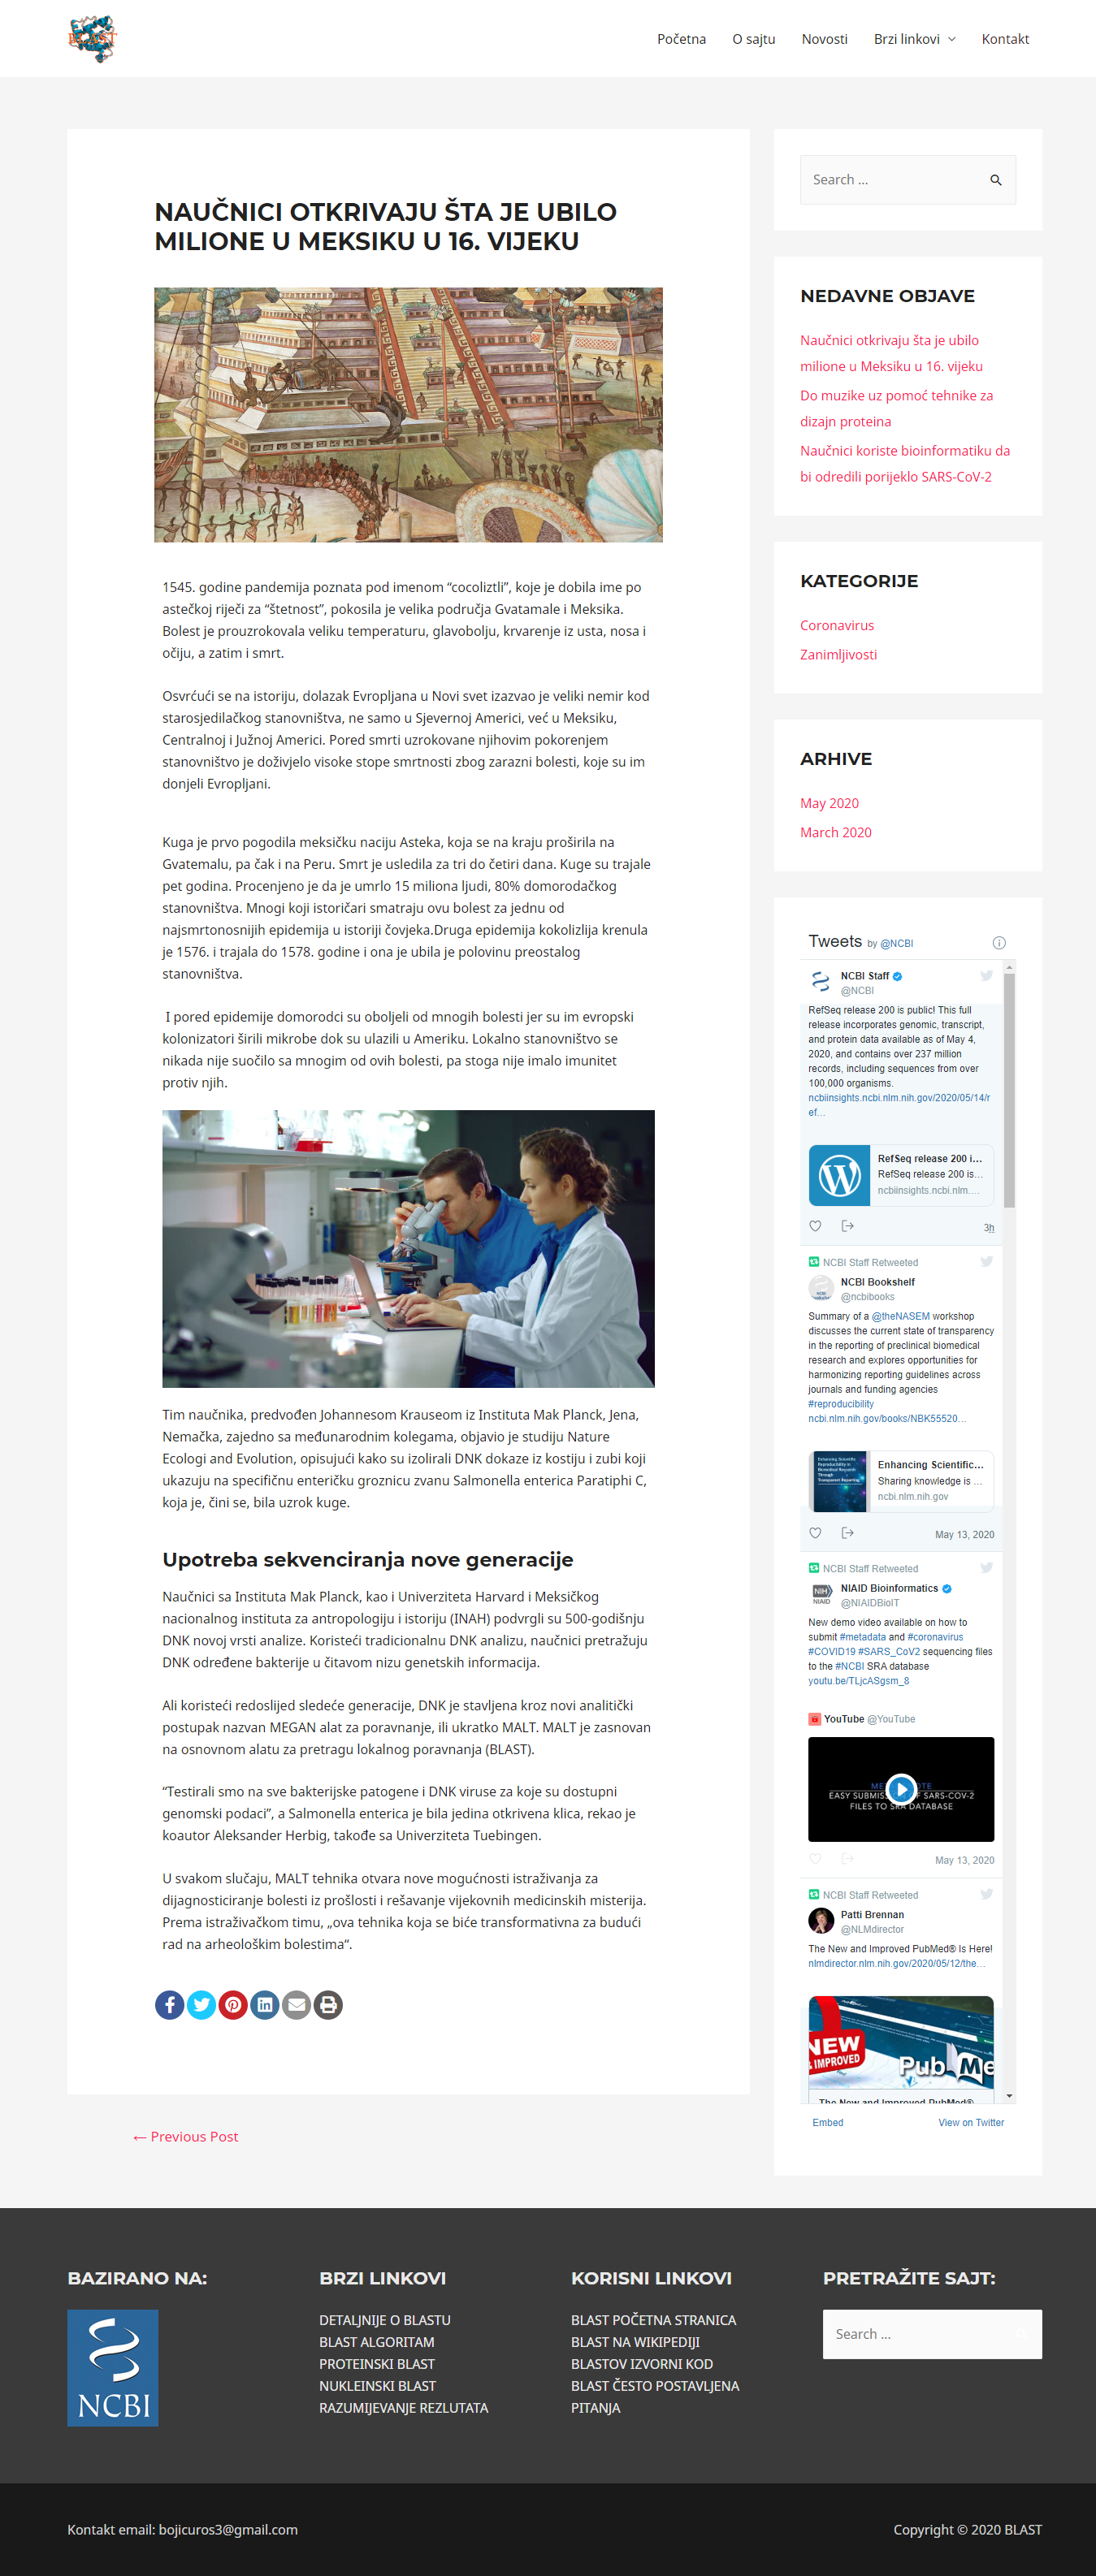 BLAST
Početna
O sajtu
Novosti
Brzi linkovi
Kontakt
NAUČNICI OTKRIVAJU ŠTA JE UBILO
MILIONE U MEKSIKU U 16. VIJEKU
1545. godine pandemija poznata pod imenom “cocoliztli”, koje je dobila ime po
astečkoj riječi za “štetnost”, pokosila je velika područja Gvatamale i Meksika.
Bolest je prouzrokovala veliku temperaturu, glavobolju, krvarenje iz usta, nosa i
očiju, a zatim i smrt.
Osvrćući se na istoriju, dolazak Evropljana u Novi svet izazvao je veliki nemir kod
starosjedilačkog stanovništva, ne samo u Sjevernoj Americi, već u Meksiku,
Centralnoj i Južnoj Americi. Pored smrti uzrokovane njihovim pokorenjem
stanovništvo je doživjelo visoke stope smrtnosti zbog zarazni bolesti, koje su im
donjeli Evropljani.
Kuga je prvo pogodila meksičku naciju Asteka, koja se na kraju proširila na
Gvatemalu, pa čak i na Peru. Smrt je usledila za tri do četiri dana. Kuge su trajale
pet godina. Procenjeno je da je umrlo 15 miliona ljudi, 80% domorodačkog
stanovništva. Mnogi koji istoričari smatraju ovu bolest za jednu od
najsmrtonosnijih epidemija u istoriji čovjeka.Druga epidemija kokolizlija krenula
je 1576. i trajala do 1578. godine i ona je ubila je polovinu preostalog
stanovništva.
I pored epidemije domorodci su oboljeli od mnogih bolesti jer su im evropski
kolonizatori širili mikrobe dok su ulazili u Ameriku. Lokalno stanovništvo se
nikada nije suočilo sa mnogim od ovih bolesti, pa stoga nije imalo imunitet
protiv njih.
Tim naučnika, predvođen Johannesom Krauseom iz Instituta Mak Planck, Jena,
Nemačka, zajedno sa međunarodnim kolegama, objavio je studiju Nature
Ecologi and Evolution, opisujući kako su izolirali DNK dokaze iz kostiju i zubi koji
ukazuju na specifičnu enteričku groznicu zvanu Salmonella enterica Paratiphi C,
koja je, čini se, bila uzrok kuge.
Upotreba sekvenciranja nove generacije
Naučnici sa Instituta Mak Planck, kao i Univerziteta Harvard i Meksičkog
nacionalnog instituta za antropologiju i istoriju (INAH) podvrgli su 500-godišnju
DNK novoj vrsti analize. Koristeći tradicionalnu DNK analizu, naučnici pretražuju
DNK određene bakterije u čitavom nizu genetskih informacija.
Ali koristeći redoslijed sledeće generacije, DNK je stavljena kroz novi analitički
postupak nazvan MEGAN alat za poravnanje, ili ukratko MALT. MALT je zasnovan
na osnovnom alatu za pretragu lokalnog poravnanja (BLAST).
“Testirali smo na sve bakterijske patogene i DNK viruse za koje su dostupni
genomski podaci”, a Salmonella enterica je bila jedina otkrivena klica, rekao je
koautor Aleksander Herbig, takođe sa Univerziteta Tuebingen.
U svakom slučaju, MALT tehnika otvara nove mogućnosti istraživanja za
dijagnosticiranje bolesti iz prošlosti i rešavanje vijekovnih medicinskih misterija.
Prema istraživačkom timu, „ova tehnika koja se biće transformativna za budući
rad na arheološkim bolestima“.
← Previous Post
Search ...
NEDAVNE OBJAVE
Naučnici otkrivaju šta je ubilo
milione u Meksiku u 16. vijeku
Do muzike uz pomoć tehnike za
dizajn proteina
Naučnici koriste bioinformatiku da
bi odredili porijeklo SARS-CoV-2
KATEGORIJE
Coronavirus
Zanimljivosti
ARHIVE
May 2020
March 2020
Tweets by @NCBI
NCBI Staff
@NCBI
RefSeq release 200 is public! This full
release incorporates genomic, transcript,
and protein data available as of May 4,
2020, and contains over 237 million
records, including sequences from over
100,000 organisms.
ncbiinsights.ncbi.nlm.nih.gov/2020/05/14/r
ef…
RefSeq release 200 i…
RefSeq release 200 is…
ncbiinsights.ncbi.nlm.…
3h
NCBI Staff Retweeted
NCBI Bookshelf
@ncbibooks
Summary of a @theNASEM workshop
discusses the current state of transparency
in the reporting of preclinical biomedical
research and explores opportunities for
harmonizing reporting guidelines across
journals and funding agencies
#reproducibility
ncbi.nlm.nih.gov/books/NBK55520…
Enhancing Scientific
Reproducibility in
Biomedical Research
Through
Transparent Reporting
Enhancing Scientific…
Sharing knowledge is …
ncbi.nlm.nih.gov
May 13, 2020
NCBI Staff Retweeted
NIH
NIAID
NIAID Bioinformatics
@NIAIDBioIT
New demo video available on how to
submit #metadata and #coronavirus
#COVID19 #SARS_CoV2 sequencing files
to the #NCBI SRA database
youtu.be/TLjcASgsm_8
YouTube @YouTube
EASY SUBMISS F SARS-COV-2
FILES TO SRA DATABASE
May 13, 2020
NCBI Staff Retweeted
Patti Brennan
@NLMdirector
The New and Improved PubMed® Is Here!
nlmdirector.nlm.nih.gov/2020/05/12/the…
NEW
& IMPROVED
PubMe
The New and Improved PubMed®
Embed
View on Twitter
BAZIRANO NA:
NCBI
BRZI LINKOVI
DETALJNIJE O BLASTU
BLAST ALGORITAM
PROTEINSKI BLAST
NUKLEINSKI BLAST
RAZUMIJEVANJE REZLUTATA
KORISNI LINKOVI
BLAST POČETNA STRANICA
BLAST NA WIKIPEDIJI
BLASTOV IZVORNI KOD
BLAST ČESTO POSTAVLJENA
PITANJA
PRETRAŽITE SAJT:
Search ...
Kontakt email: bojicuros3@gmail.com
Copyright © 2020 BLAST